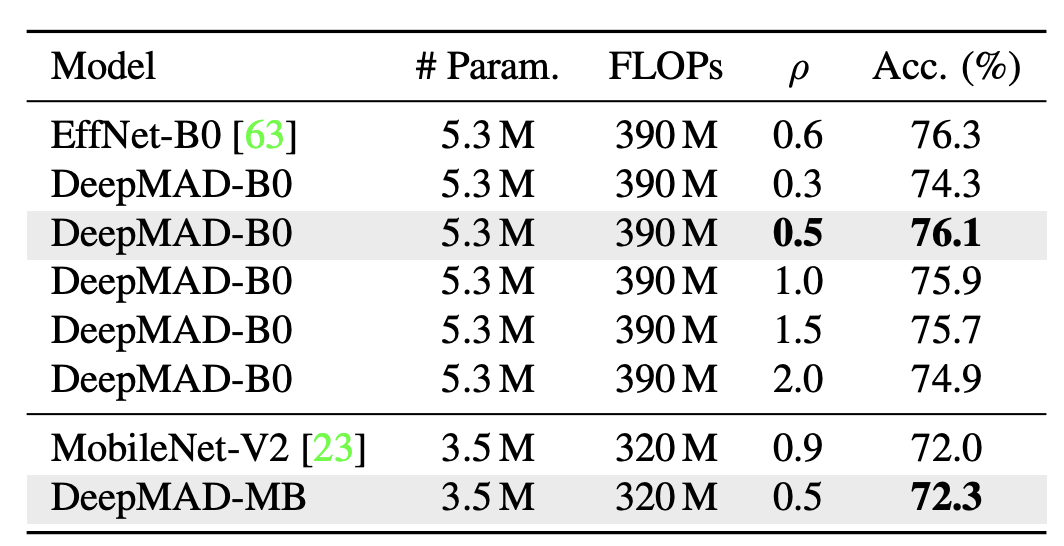 Model # Param. FLOPs ρ Acc. (%)
EffNet-B0 [63] 5.3 M 390 M 0.6 76.3
DeepMAD-B0 5.3 M 390 M 0.3 74.3
DeepMAD-B0 5.3 M 390 M 0.5 76.1
DeepMAD-B0 5.3 M 390 M 1.0 75.9
DeepMAD-B0 5.3 M 390 M 1.5 75.7
DeepMAD-B0 5.3 M 390 M 2.0 74.9
MobileNet-V2 [23] 3.5 M 320 M 0.9 72.0
DeepMAD-MB 3.5 M 320 M 0.5 72.3